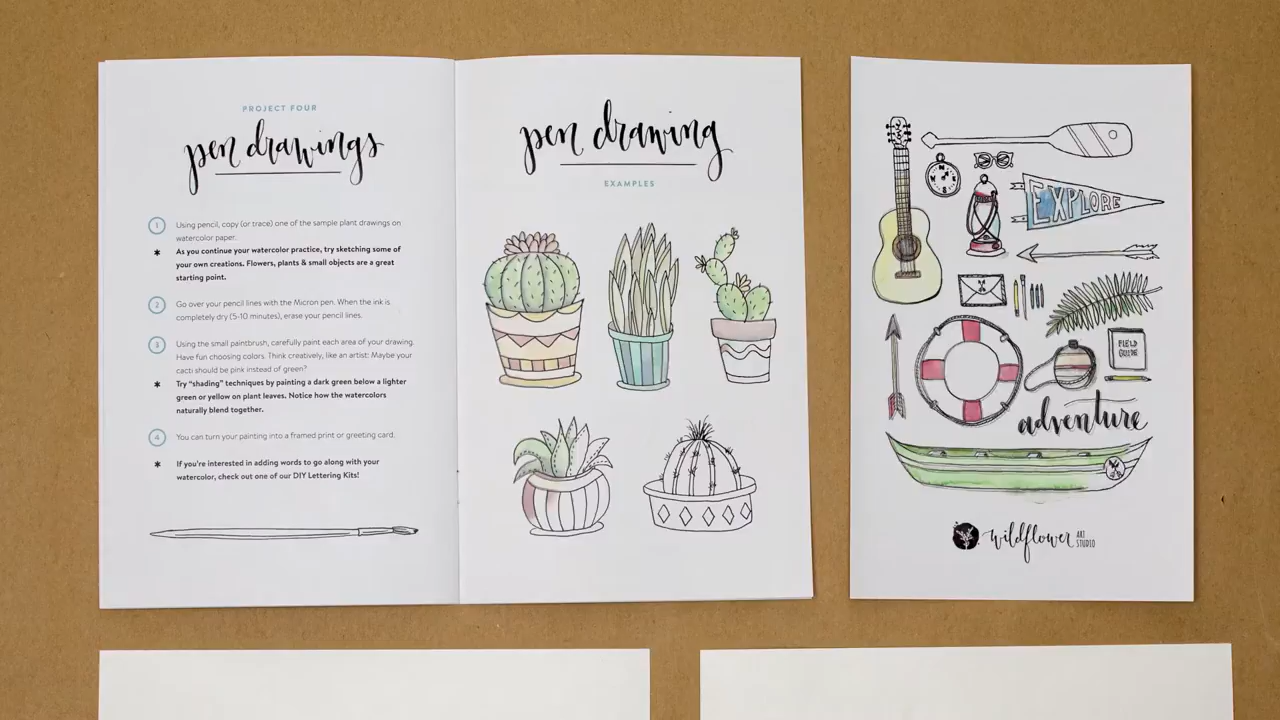 PROJECT FOUR
pen drawings
1 Using pencil, copy (or trace) one of the sample plant drawings on
watercolor paper.
* As you continue your watercolor practice, try sketching some of
your own creations. Flowers, plants & small objects are a great
starting point.
2 Go over your pencil lines with the Micron pen. When the ink is
completely dry (5-10 minutes), erase your pencil lines.
3 Using the small paintbrush, carefully paint each area of your drawing.
Have fun choosing colors. Think creatively, like an artist: Maybe your
cacti should be pink instead of green?
* Try “shading” techniques by painting a dark green below a lighter
green or yellow on plant leaves. Notice how the watercolors
naturally blend together.
4 You can turn your painting into a framed print or greeting card.
* If you’re interested in adding words to go along with your
watercolor, check out one of our DIY Lettering Kits!
pen drawing
EXAMPLES
EXPLORE
FIELD
GUIDE
adventure
wildflower ART
STUDIO